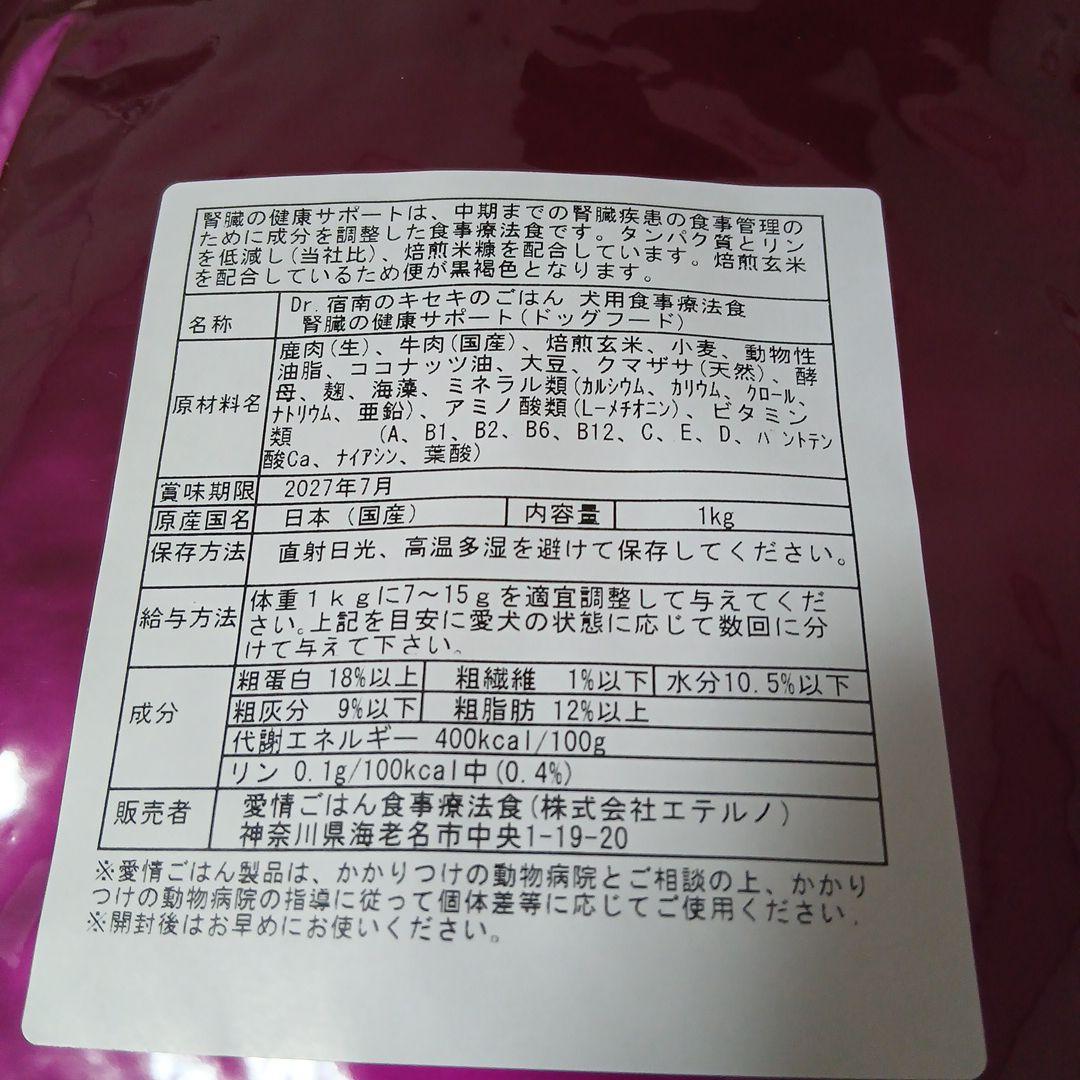 腎臓の健康サポートは、中期までの腎臓疾患の食事管理の
ために成分を調整した食事療法食です。タンパク質とリン
を低減し(当社比)、焙煎米糠を配合しています。焙煎玄米
を配合しているため便が黒褐色となります。
名称
Dr.宿南のキセキのごはん 犬用食事療法食
腎臓の健康サポート(ドッグフード)
原材料名
鹿肉(生)、牛肉(国産)、焙煎玄米、小麦、動物性
油脂、ココナッツ油、大豆、クマザサ(天然)、酵
母、麹、海藻、ミネラル類(ｶﾙｼｳﾑ、ｶﾘｳﾑ、ｸﾛｰﾙ、
ﾅﾄﾘｳﾑ、亜鉛)、アミノ酸類(L-ﾒﾁｵﾆﾝ)、ビタミン
類 (A、B1、B2、B6、B12、C、E、D、ﾊﾟﾝﾄﾃﾝ
酸Ca、ﾅｲｱｼﾝ、葉酸)
賞味期限 2027年7月
原産国名 日本 (国産) 内容量 1kg
保存方法 直射日光、高温多湿を避けて保存してください。
給与方法
体重1kgに7～15gを適宜調整して与えてくだ
さい。上記を目安に愛犬の状態に応じて数回に分
けて与えて下さい。
成分
粗蛋白 18%以上 粗繊維 1%以下 水分10.5%以下
粗灰分 9%以下 粗脂肪 12%以上
代謝エネルギー 400kcal/100g
リン 0.1g/100kcal中(0.4%)
販売者
愛情ごはん食事療法食(株式会社エテルノ)
神奈川県海老名市中央1-19-20
※愛情ごはん製品は、かかりつけの動物病院とご相談の上、かかり
つけの動物病院の指導に従って個体差等に応じてご使用ください.
※開封後はお早めにお使いください。